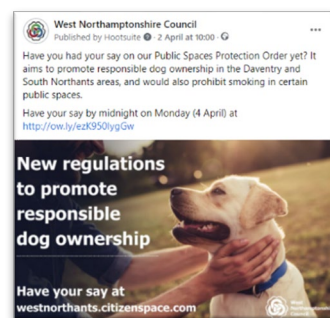 West Northamptonshire Council
Published by Hootsuite · 2 April at 10:00 ·
Have you had your say on our Public Spaces Protection Order yet? It
aims to promote responsible dog ownership in the Daventry and
South Northants areas, and would also prohibit smoking in certain
public spaces.
Have your say by midnight on Monday (4 April) at
http://ow.ly/ezK950IygGw
New regulations
to promote
responsible
dog ownership
Have your say at
westnorthants.citizenspace.com
West
Northamptonshire
Council